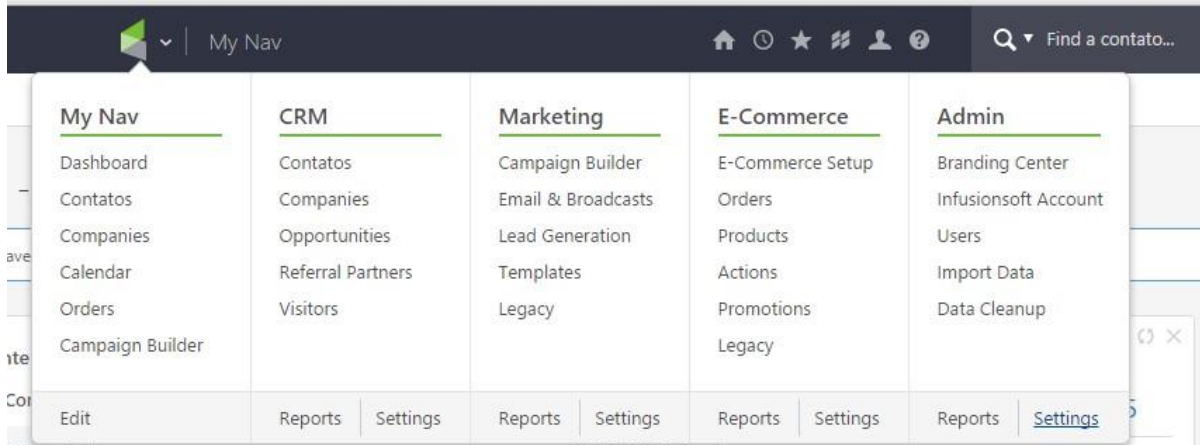 My Nav
Find a contato...
My Nav
Dashboard
Contatos
Companies
Calendar
Orders
Campaign Builder
Edit
CRM
Contatos
Companies
Opportunities
Referral Partners
Visitors
Reports Settings
Marketing
Campaign Builder
Email & Broadcasts
Lead Generation
Templates
Legacy
Reports Settings
E-Commerce
E-Commerce Setup
Orders
Products
Actions
Promotions
Legacy
Reports Settings
Admin
Branding Center
Infusionsoft Account
Users
Import Data
Data Cleanup
Reports Settings